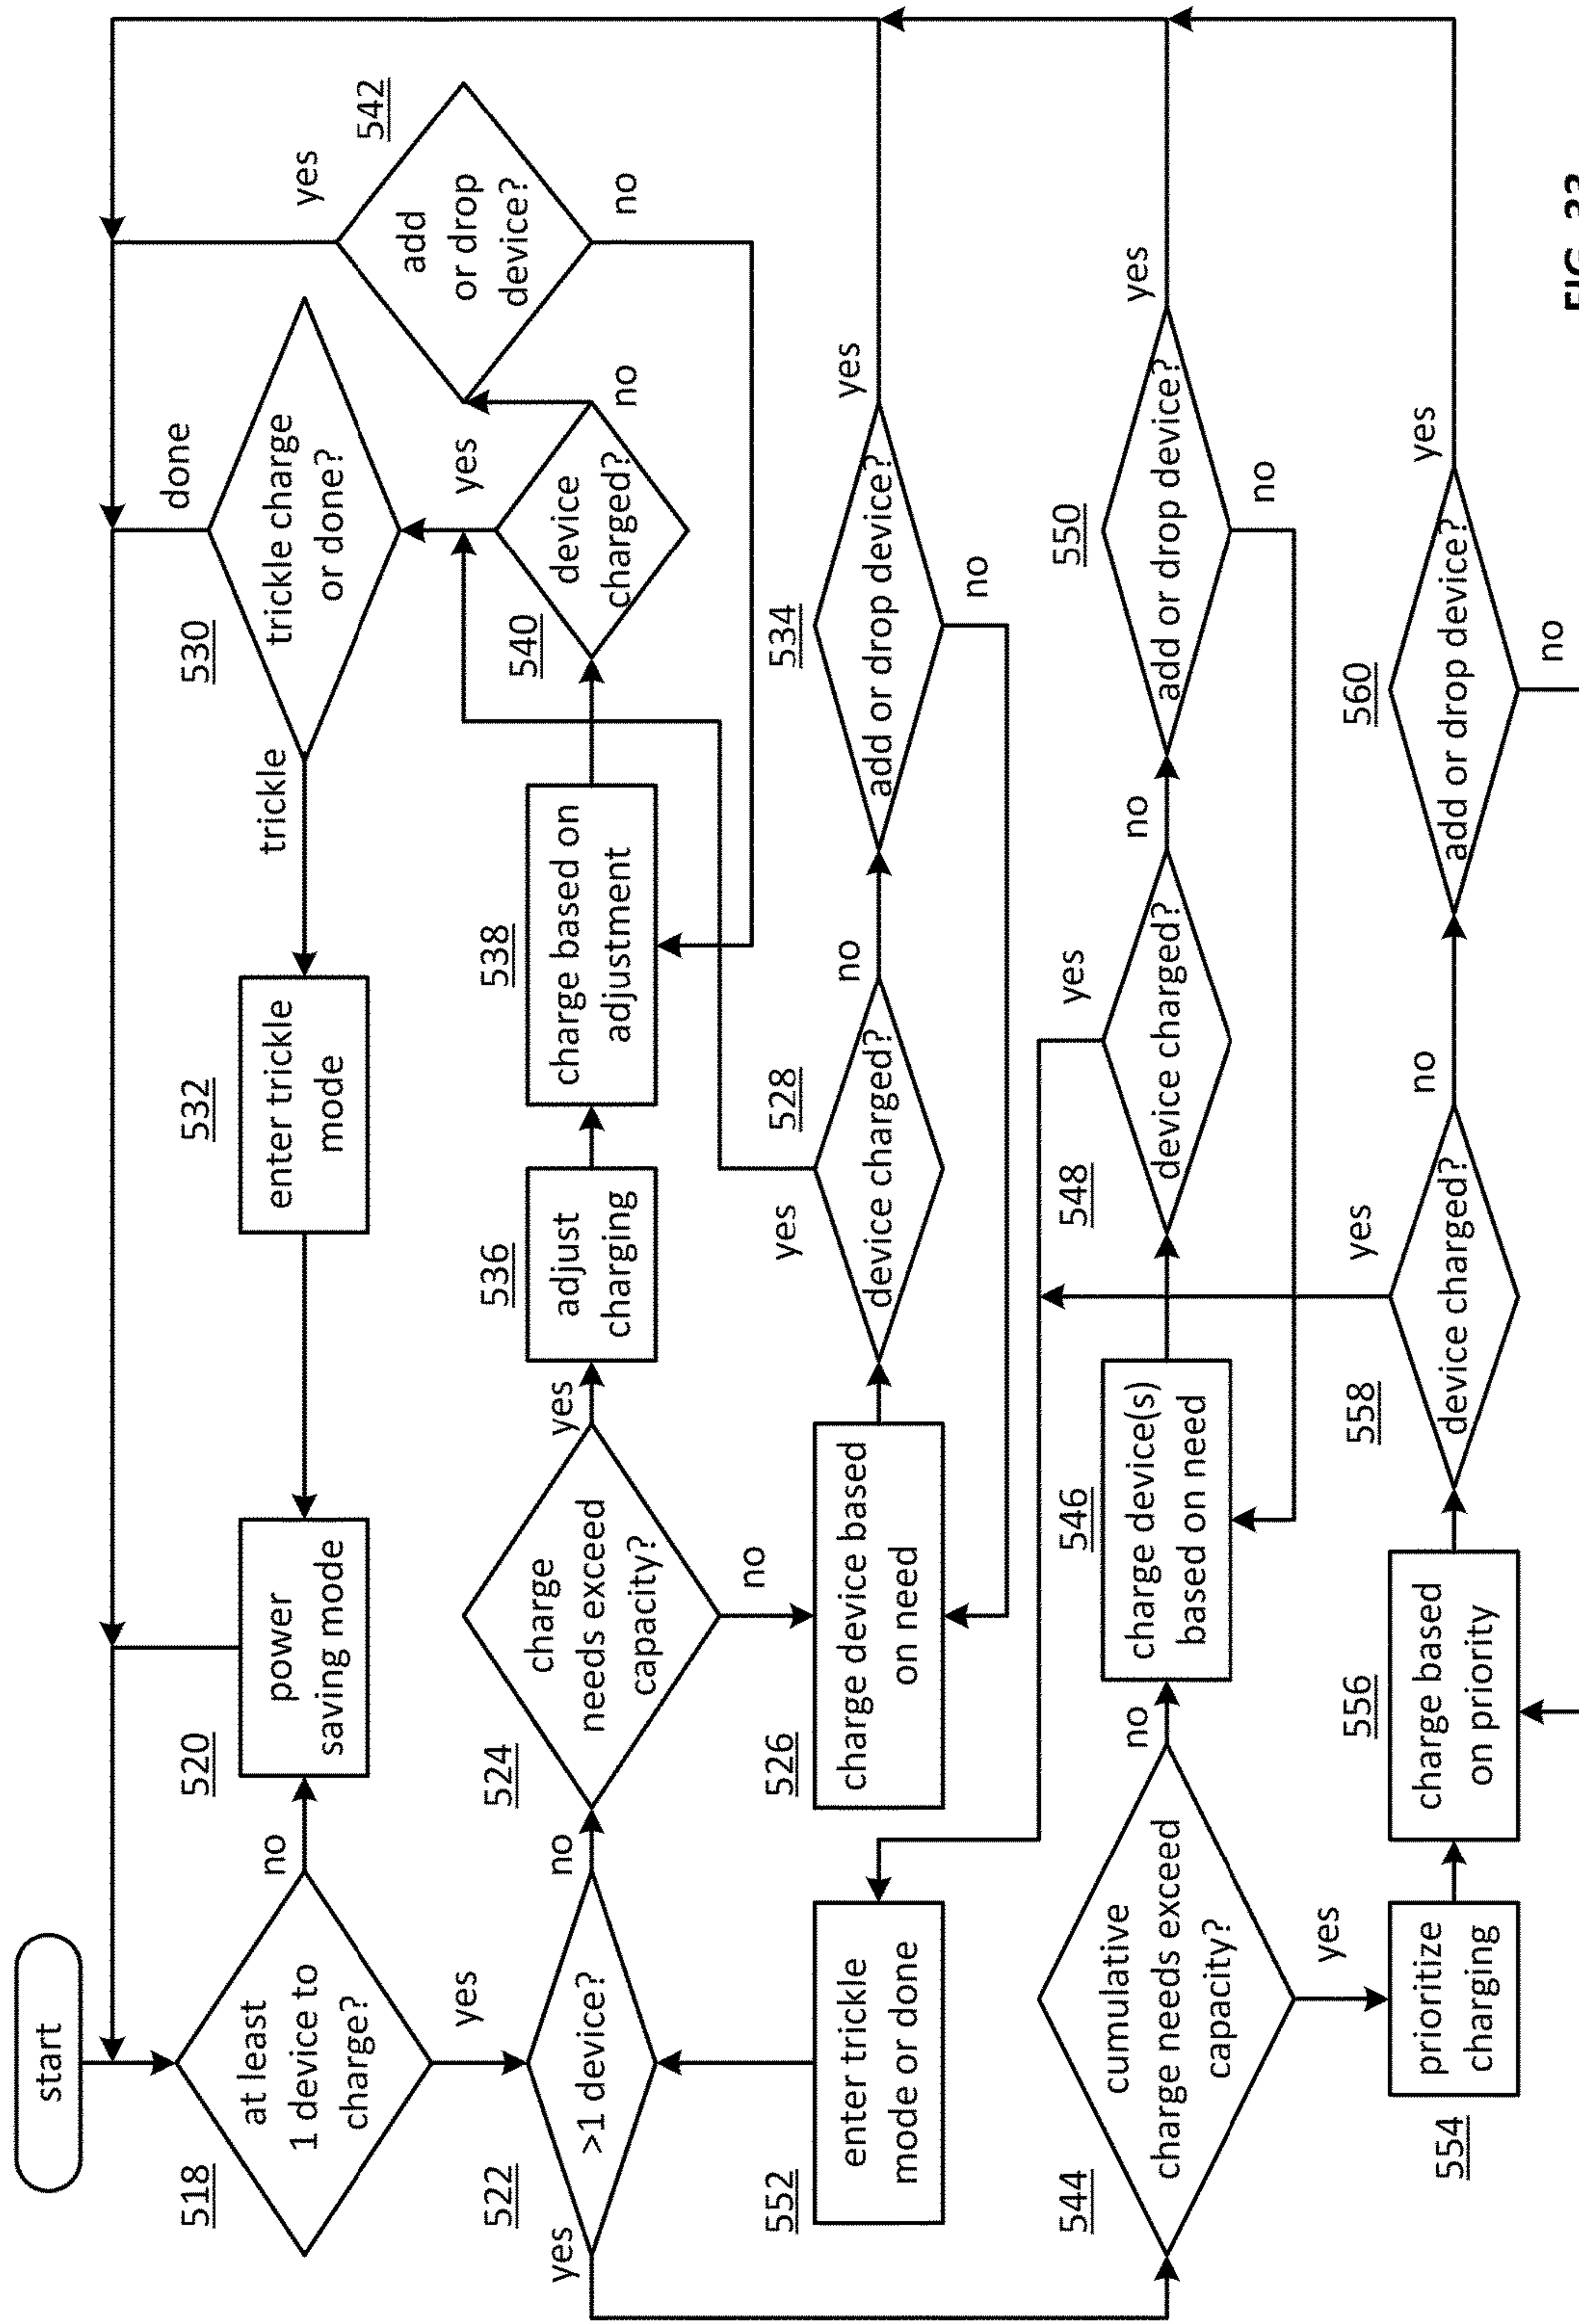 start
518
at least
1 device to
charge?
no
yes
520
power
saving mode
532
enter trickle
mode
trickle
530
trickle charge
or done?
done
522
>1 device?
yes
no
524
charge
needs exceed
capacity?
yes
no
536
adjust
charging
538
charge based on
adjustment
540
device
charged?
yes
no
542
add
or drop
device?
yes
no
526
charge device based
on need
528
device charged?
yes
no
534
add or drop device?
yes
no
552
enter trickle
mode or done
544
cumulative
charge needs exceed
capacity?
no
yes
546
charge device(s)
based on need
548
device charged?
yes
no
550
add or drop device?
yes
no
554
prioritize
charging
556
charge based
on priority
558
device charged?
yes
no
560
add or drop device?
yes
no